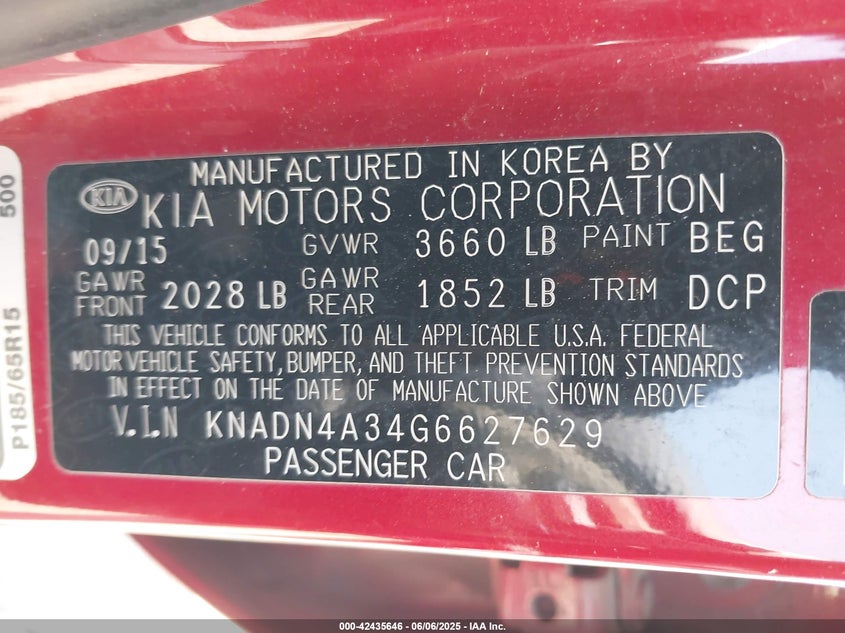 MANUFACTURED IN KOREA BY
KIA KIA MOTORS CORPORATION
09/15 GVWR 3660 LB PAINT BEG
GAWR FRONT 2028 LB GAWR REAR 1852 LB TRIM DCP
THIS VEHICLE CONFORMS TO ALL APPLICABLE U.S.A. FEDERAL
MOTOR VEHICLE SAFETY, BUMPER, AND THEFT PREVENTION STANDARDS
IN EFFECT ON THE DATE OF MANUFACTURE SHOWN ABOVE
V.I.N KNADN4A34G6627629
PASSENGER CAR
P185/65R15 500
000-42435646 - 06/06/2025 - IAA Inc.